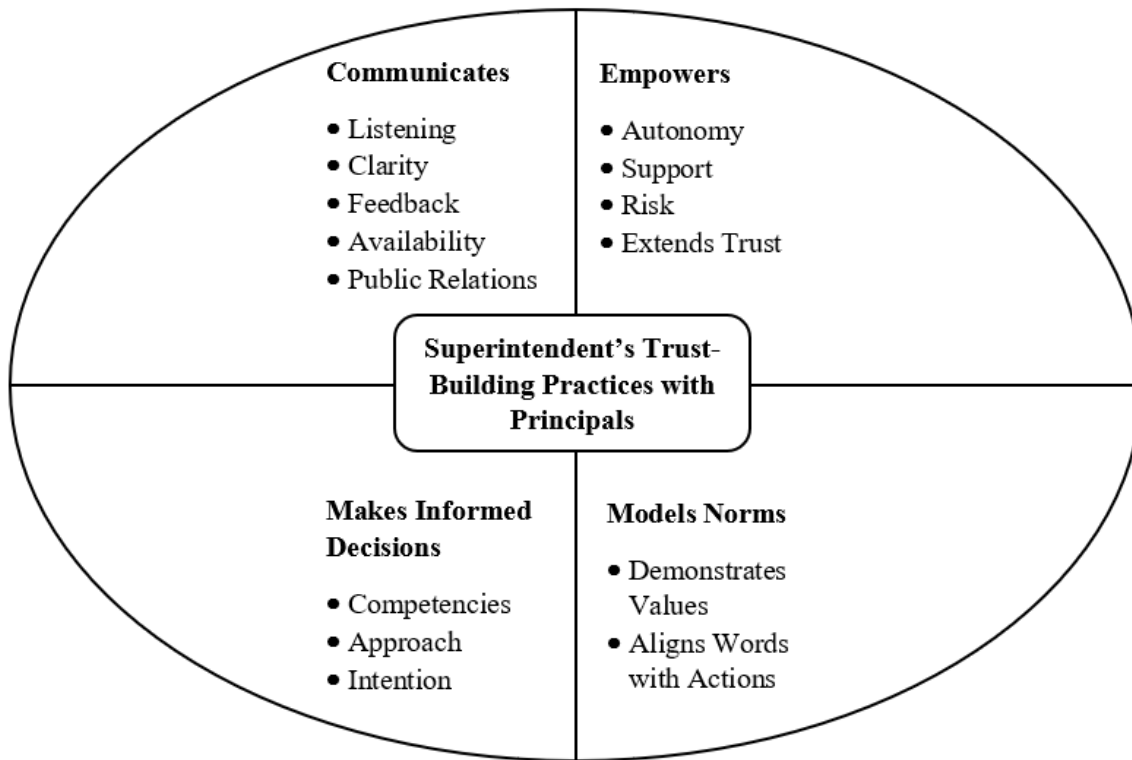 Communicates
• Listening
• Clarity
• Feedback
• Availability
• Public Relations
Empowers
• Autonomy
• Support
• Risk
• Extends Trust
Superintendent’s Trust-
Building Practices with
Principals
Makes Informed
Decisions
• Competencies
• Approach
• Intention
Models Norms
• Demonstrates
Values
• Aligns Words
with Actions